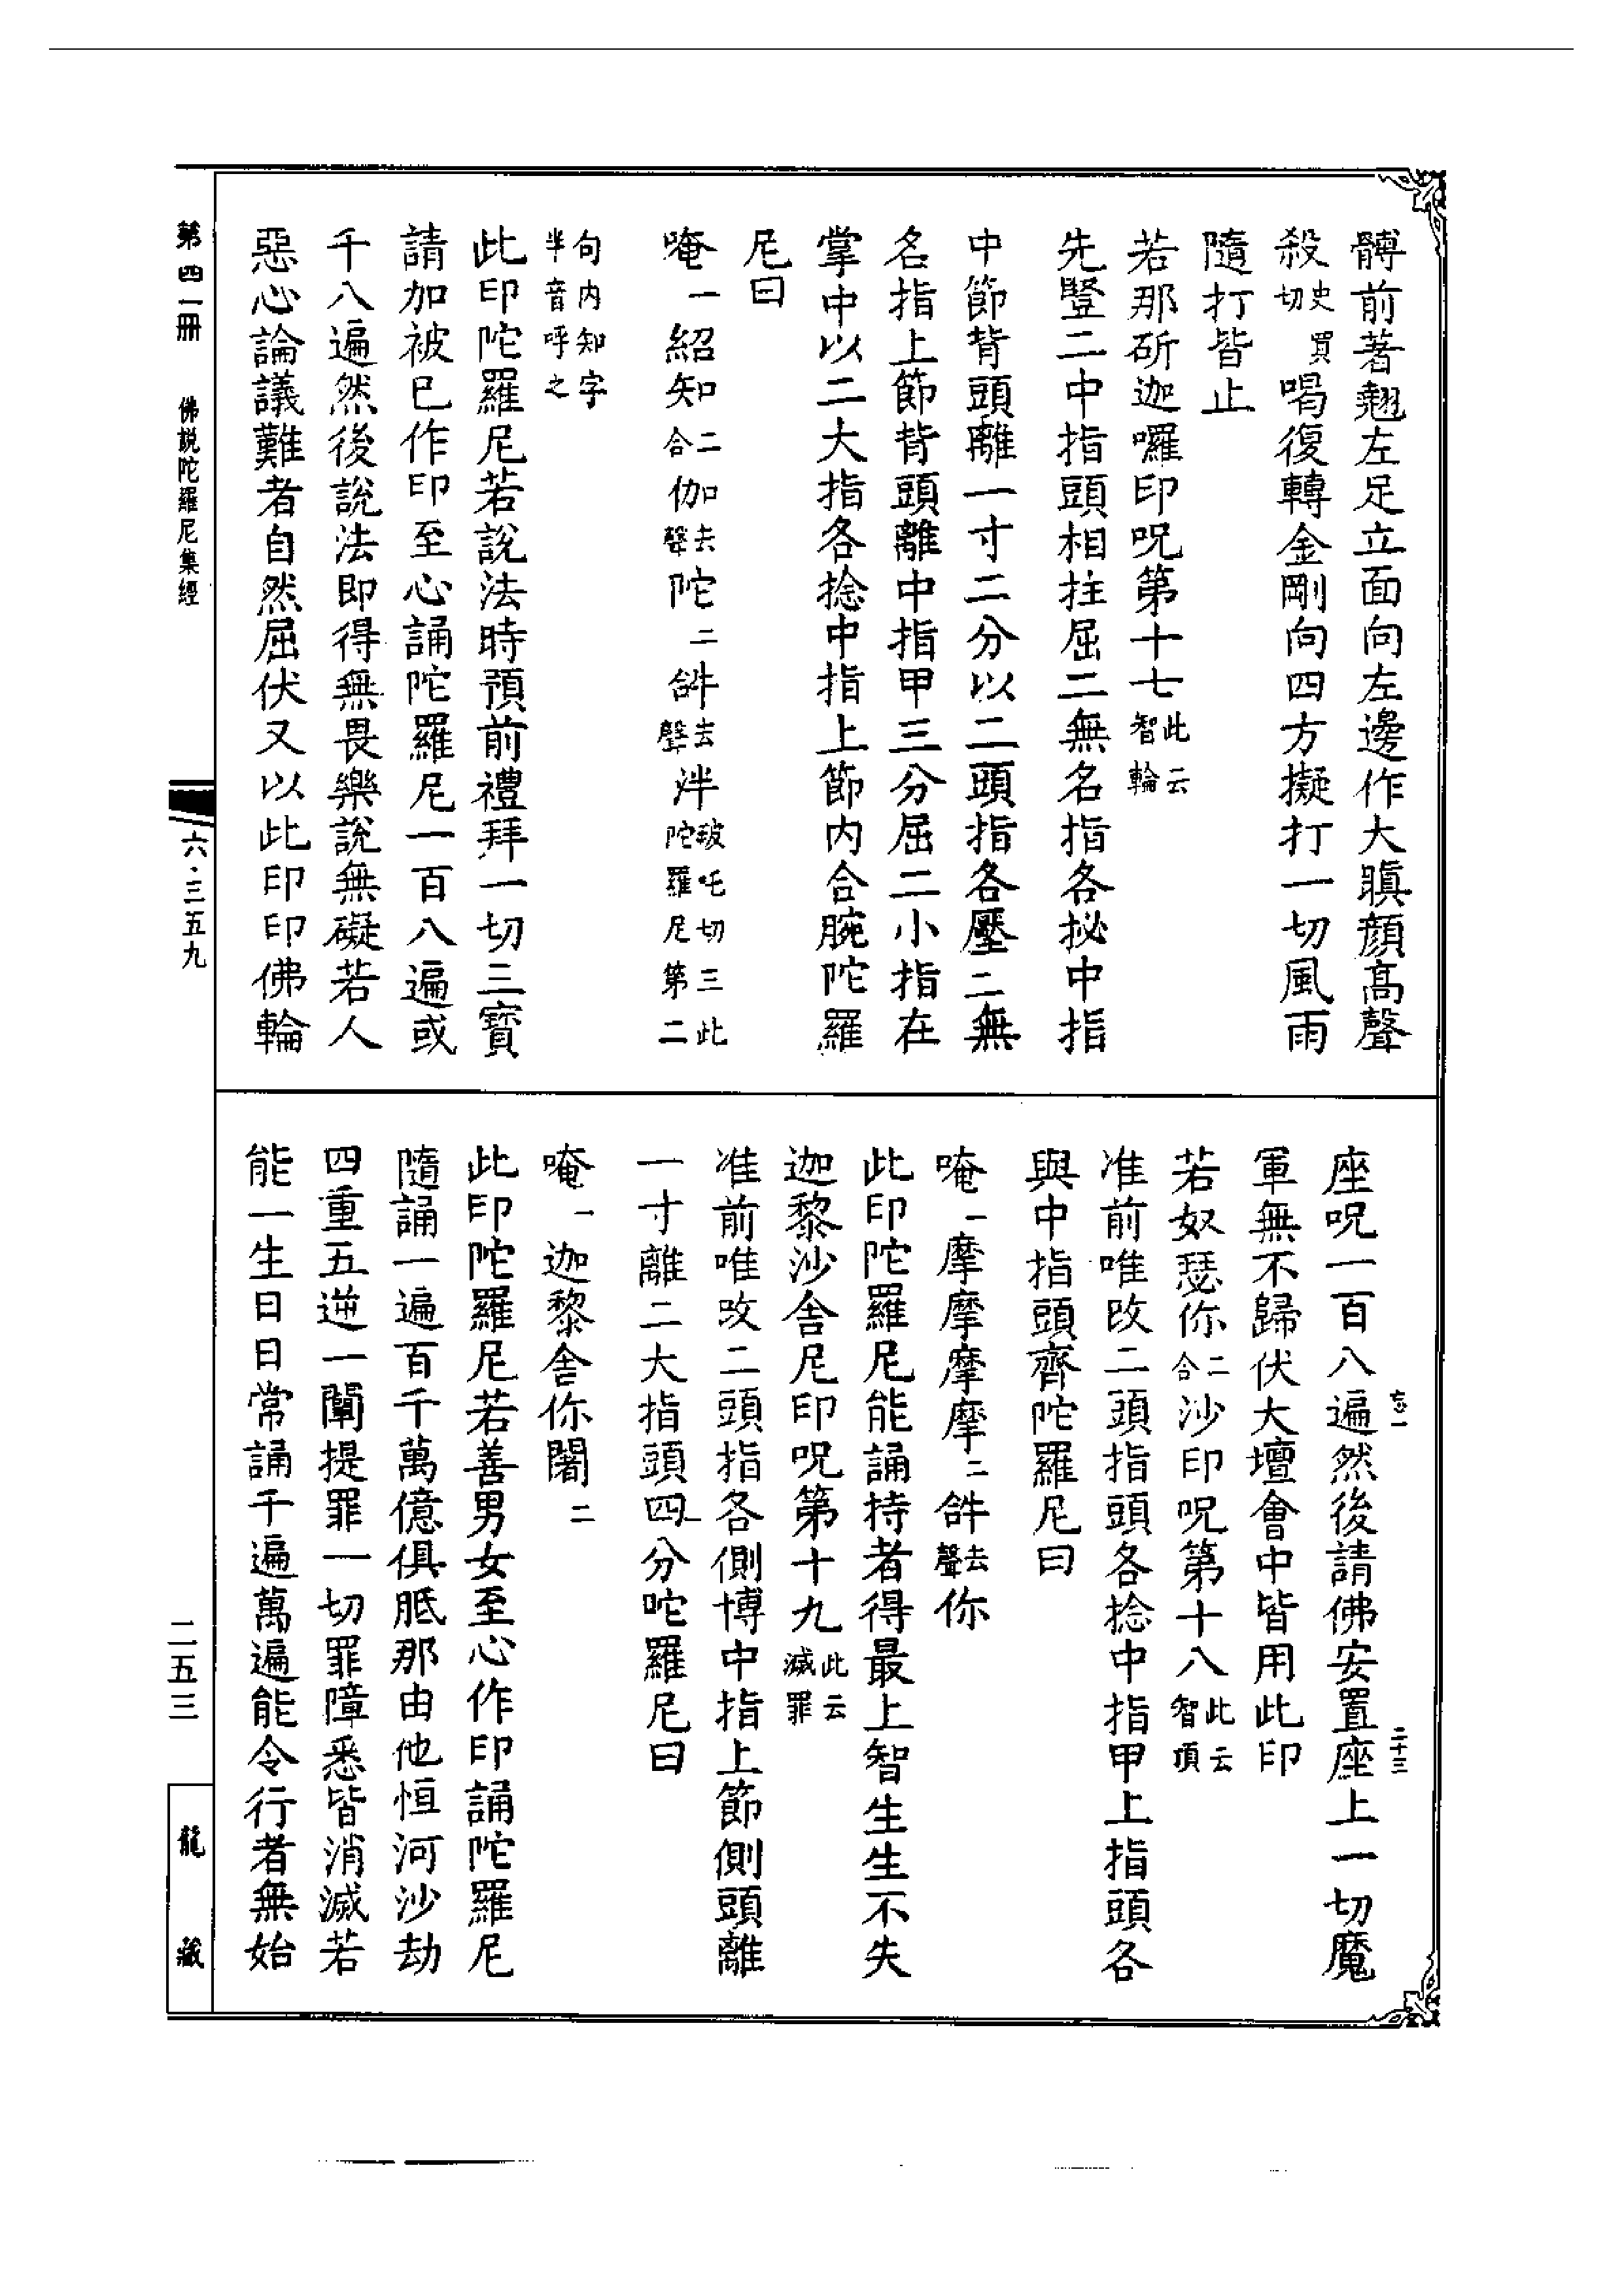 髆前著翹左足立面向左邊作大瞋顏高聲
殺史買切喝復轉金剛向四方擬打一切風雨
隨打皆止
若那斫迦囉印呪第十七此云智輪
先豎二中指頭相拄屈二無名指各拯中指
中節背頭離一寸二分以二頭指各壓二無
名指上節背頭離中指甲三分屈二小指在
掌中以二大指各捻中指上節內合腕陀羅
尼曰
唵一紹知二合伽去聲陀二𤙖去聲泮玻吒切三此陀羅尼第二
句內知字半音呼之
此印陀羅尼若說法時預前禮拜一切三寶
請加被已作印至心誦陀羅尼一百八遍或
千八遍然後說法即得無畏樂說無礙若人
惡心論議難者自然屈伏又以此印印佛輪
座呪一百八遍然後請佛安置座上一切魔
軍無不歸伏大壇會中皆用此印
若奴瑟你二合沙印呪第十八此云智頂
准前唯改二頭指頭各捻中指甲上指頭各
與中指頭齊陀羅尼曰
唵一摩摩摩摩二𤙖去聲你
此印陀羅尼能誦持者得最上智生生不失
迦黎沙舍尼印呪第十九此云滅罪
准前唯改二頭指各側博中指上節側頭離
一寸離二大指頭四分陀羅尼曰
唵一迦黎舍你闍二
此印陀羅尼若善男女至心作印誦陀羅尼
隨誦一遍百千萬億俱胝那由他恒河沙劫
四重五逆一闡提罪一切罪障悉皆消滅若
能一生日日常誦千遍萬遍能令行者無始
二十三
第四一冊
佛説陀羅尼集經
六·三五九
二五三
龍藏